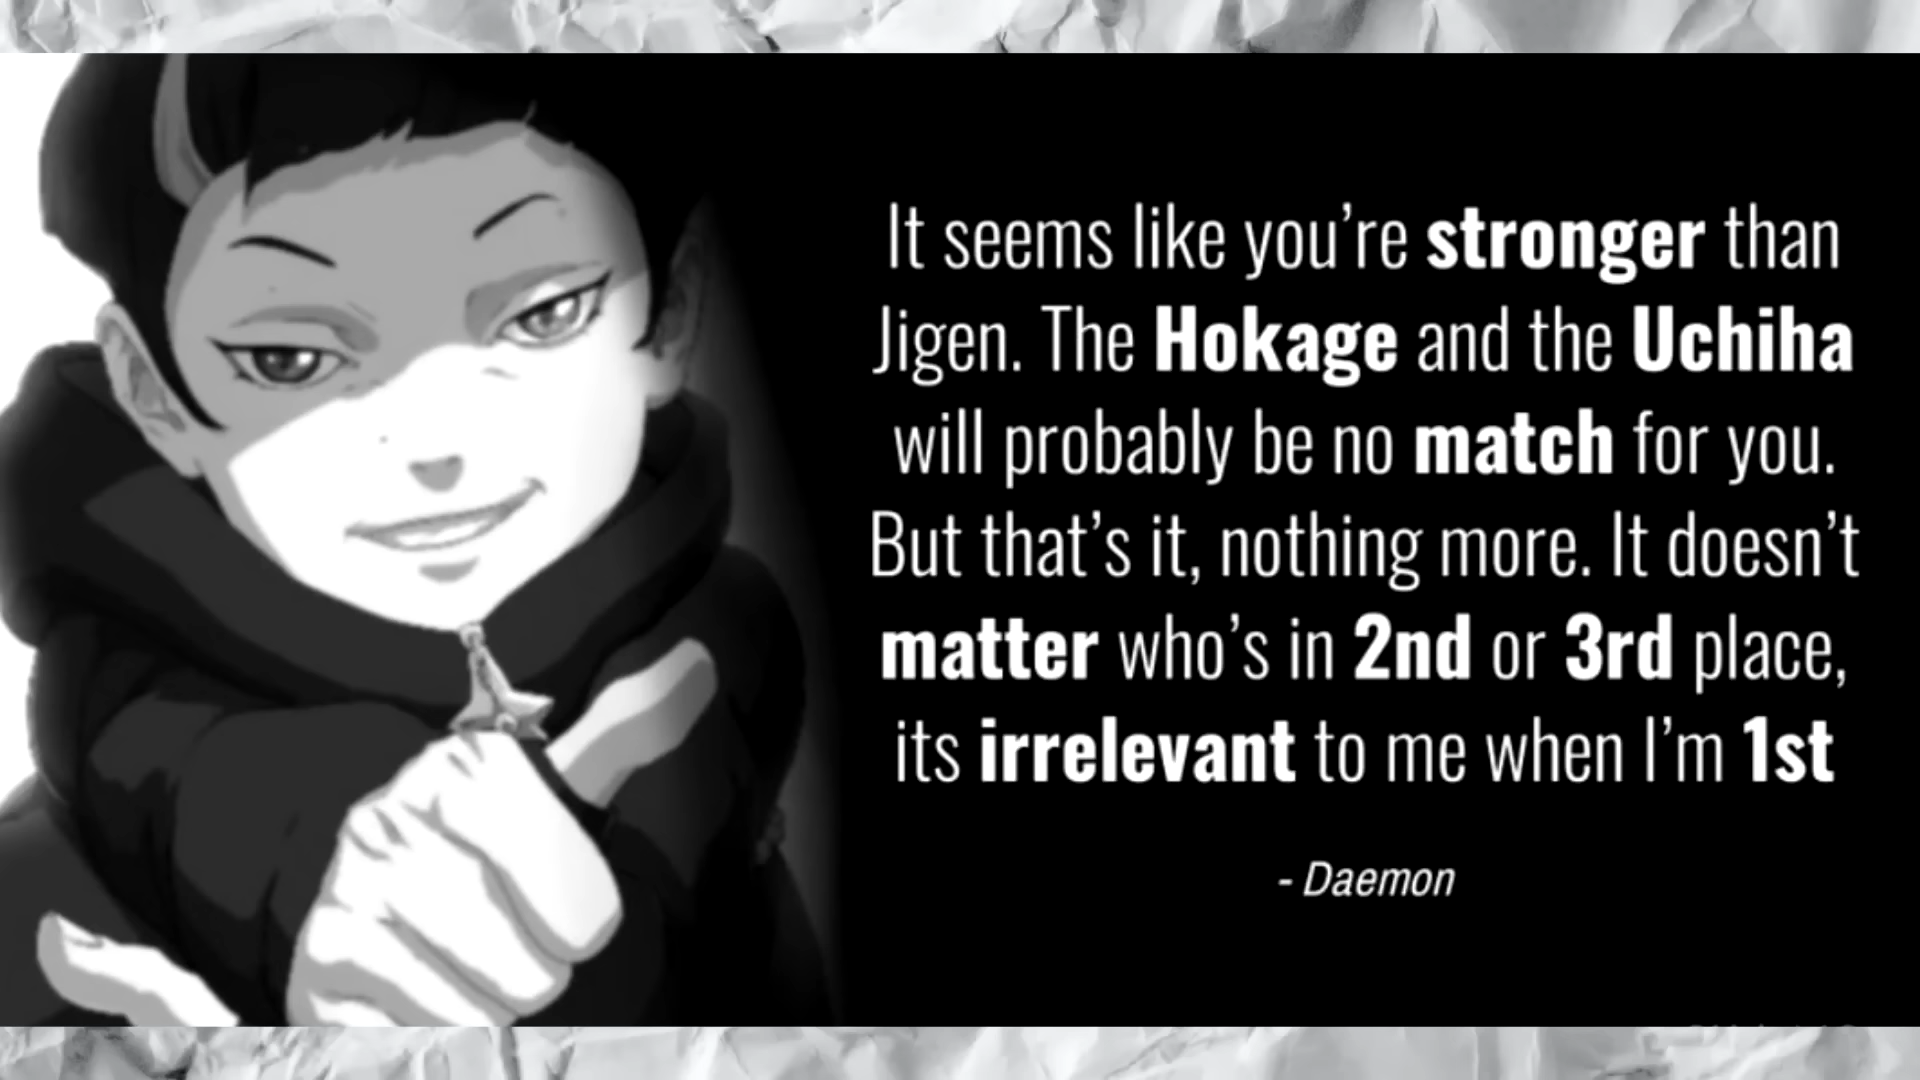 It seems like you’re stronger than
Jigen. The Hokage and the Uchiha
will probably be no match for you.
But that’s it, nothing more. It doesn’t
matter who’s in 2nd or 3rd place,
its irrelevant to me when I’m 1st
- Daemon